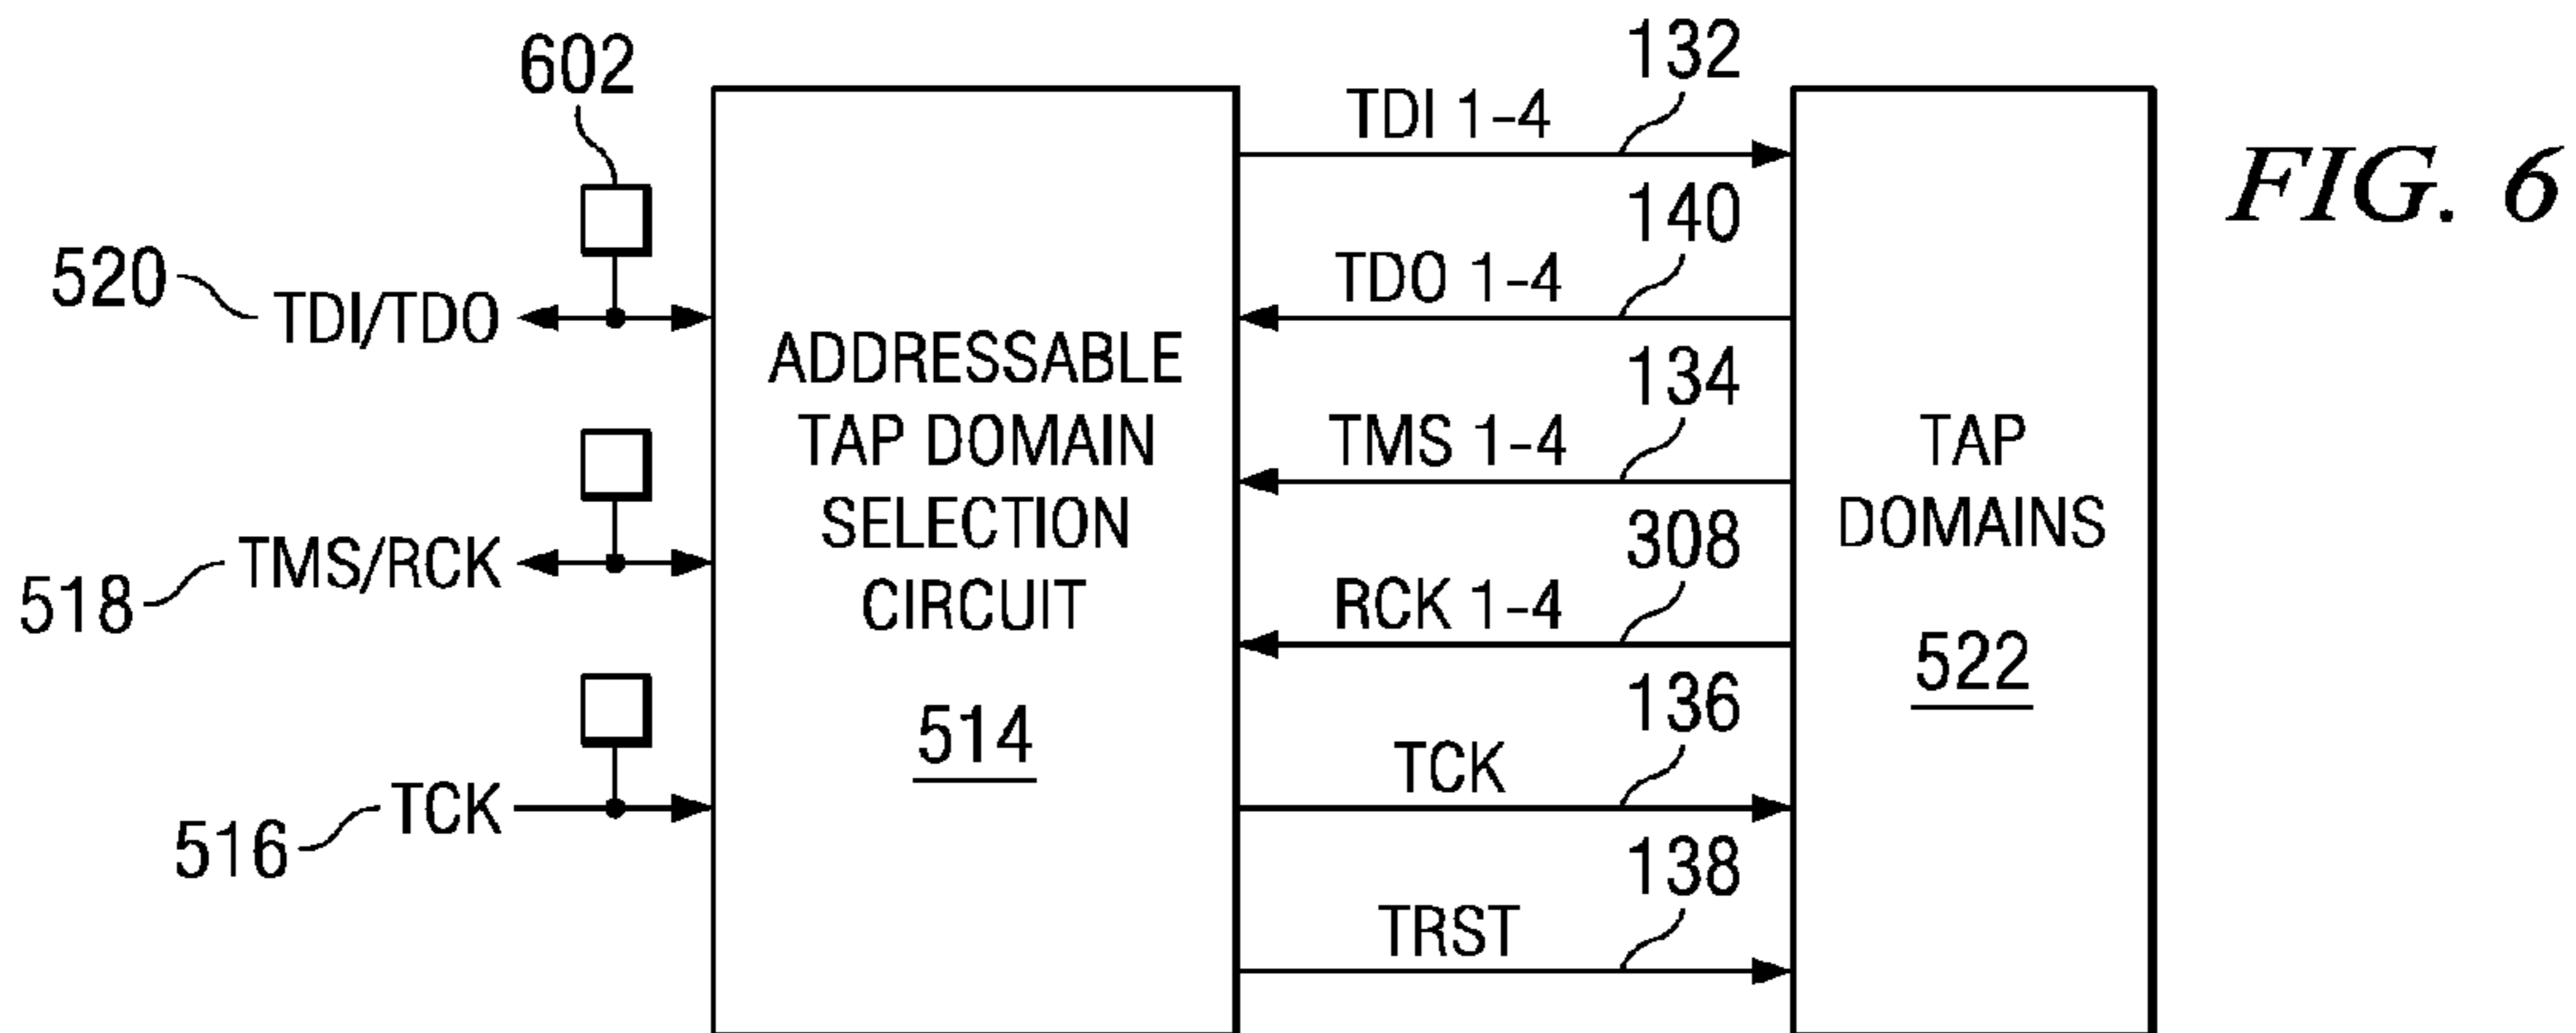 602
520
TDI/TDO
518
TMS/RCK
516
TCK
ADDRESSABLE
TAP DOMAIN
SELECTION
CIRCUIT
514
132
TDI 1-4
140
TDO 1-4
134
TMS 1-4
308
RCK 1-4
136
TCK
138
TRST
TAP
DOMAINS
522
FIG. 6